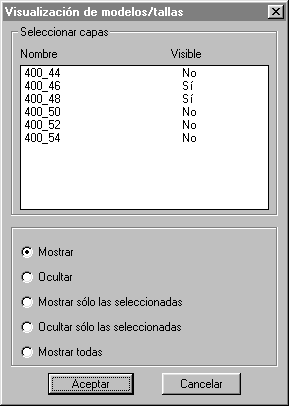 Visualización de modelos/tallas
Seleccionar capas
Nombre Visible
400_44 No
400_46 Sí
400_48 Sí
400_50 No
400_52 No
400_54 No
Mostrar
Ocultar
Mostrar sólo las seleccionadas
Ocultar sólo las seleccionadas
Mostrar todas
Aceptar Cancelar